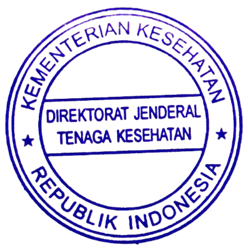 KEMENTERIAN KESEHATAN
DIREKTORAT JENDERAL
TENAGA KESEHATAN
REPUBLIK INDONESIA